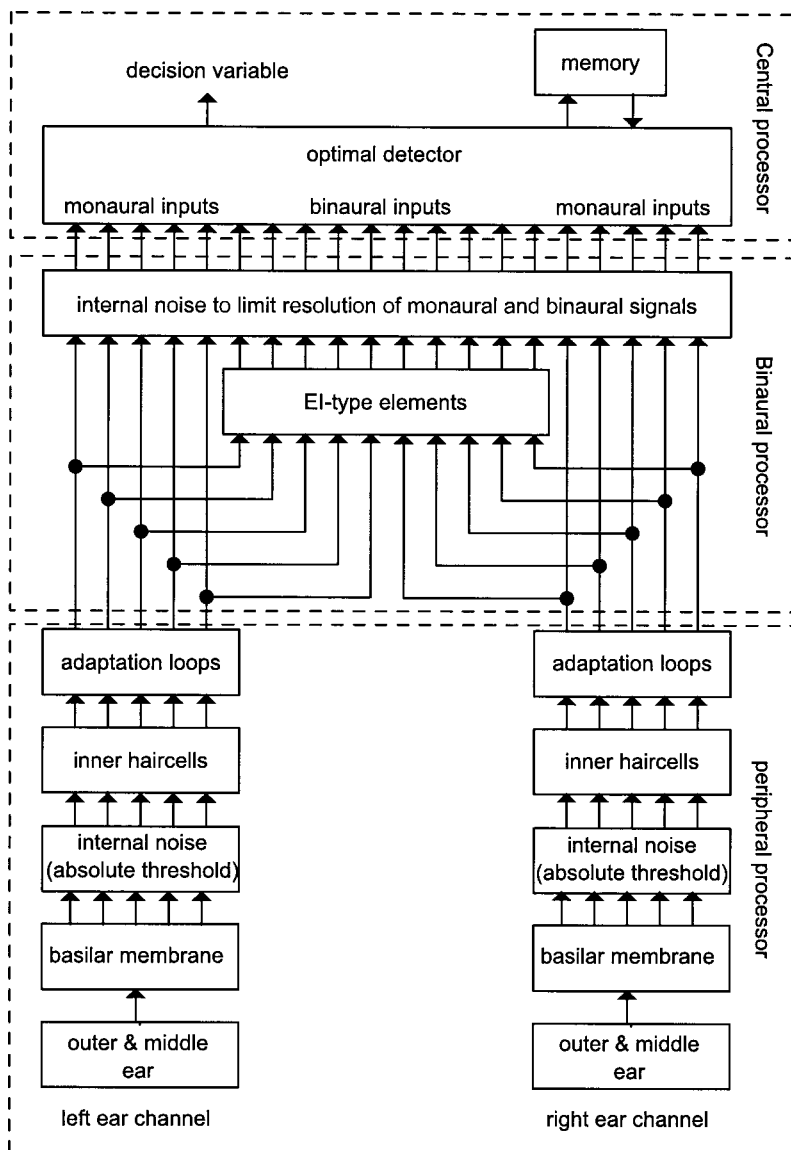 decision variable
memory
optimal detector
monaural inputs
binaural inputs
monaural inputs
Central processor
internal noise to limit resolution of monaural and binaural signals
EI-type elements
Binaural processor
adaptation loops
adaptation loops
inner haircells
inner haircells
internal noise
(absolute threshold)
internal noise
(absolute threshold)
basilar membrane
basilar membrane
outer & middle
ear
outer & middle
ear
left ear channel
right ear channel
peripheral processor